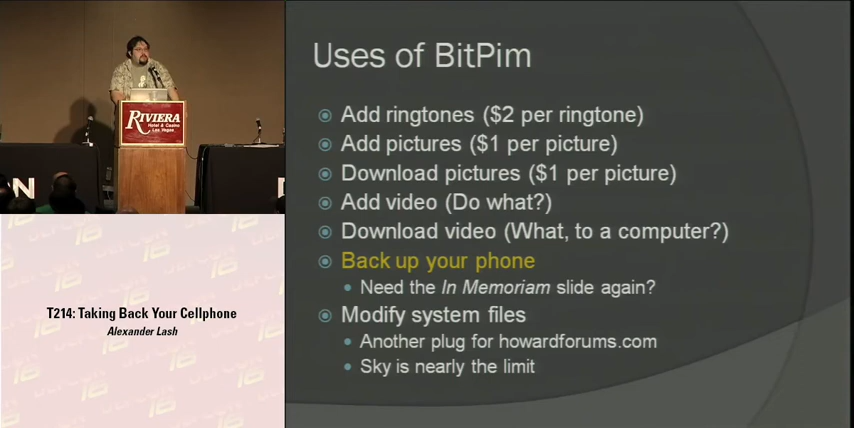 Uses of BitPim
Add ringtones ($2 per ringtone)
Add pictures ($1 per picture)
Download pictures ($1 per picture)
Add video (Do what?)
Download video (What, to a computer?)
Back up your phone
Need the In Memoriam slide again?
Modify system files
Another plug for howardforums.com
Sky is nearly the limit
RIVIERA
Hotel & Casino
Las Vegas
N
D
T214: Taking Back Your Cellphone
Alexander Lash